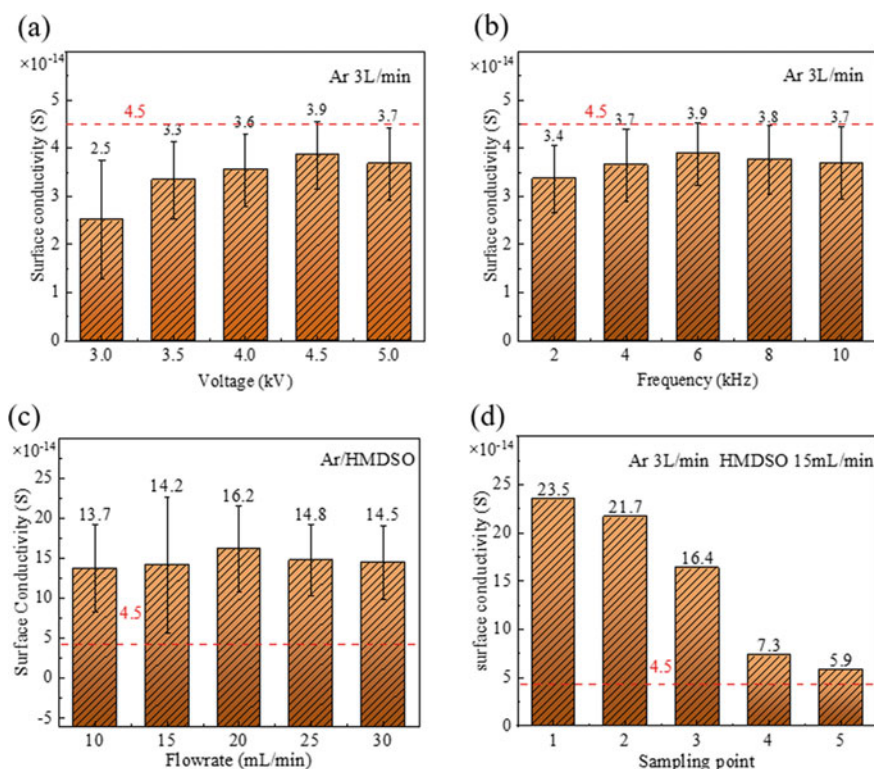 (a)
×10⁻¹⁴
Ar 3L/min
Surface conductivity (S)
5
4
3
2
1
0
4.5
2.5
3.3
3.6
3.9
3.7
3.0 3.5 4.0 4.5 5.0
Voltage (kV)
(b)
×10⁻¹⁴
Ar 3L/min
Surface conductivity (S)
5
4
3
2
1
0
4.5
3.4
3.7
3.9
3.8
3.7
2 4 6 8 10
Frequency (kHz)
(c)
×10⁻¹⁴
Ar/HMDSO
Surface Conductivity (S)
25
20
15
10
5
0
-5
13.7
14.2
16.2
14.8
14.5
4.5
10 15 20 25 30
Flowrate (mL/min)
(d)
×10⁻¹⁴
Ar 3L/min HMDSO 15mL/min
surface conductivity (S)
25
20
15
10
5
0
23.5
21.7
16.4
7.3
5.9
4.5
1 2 3 4 5
Sampling point